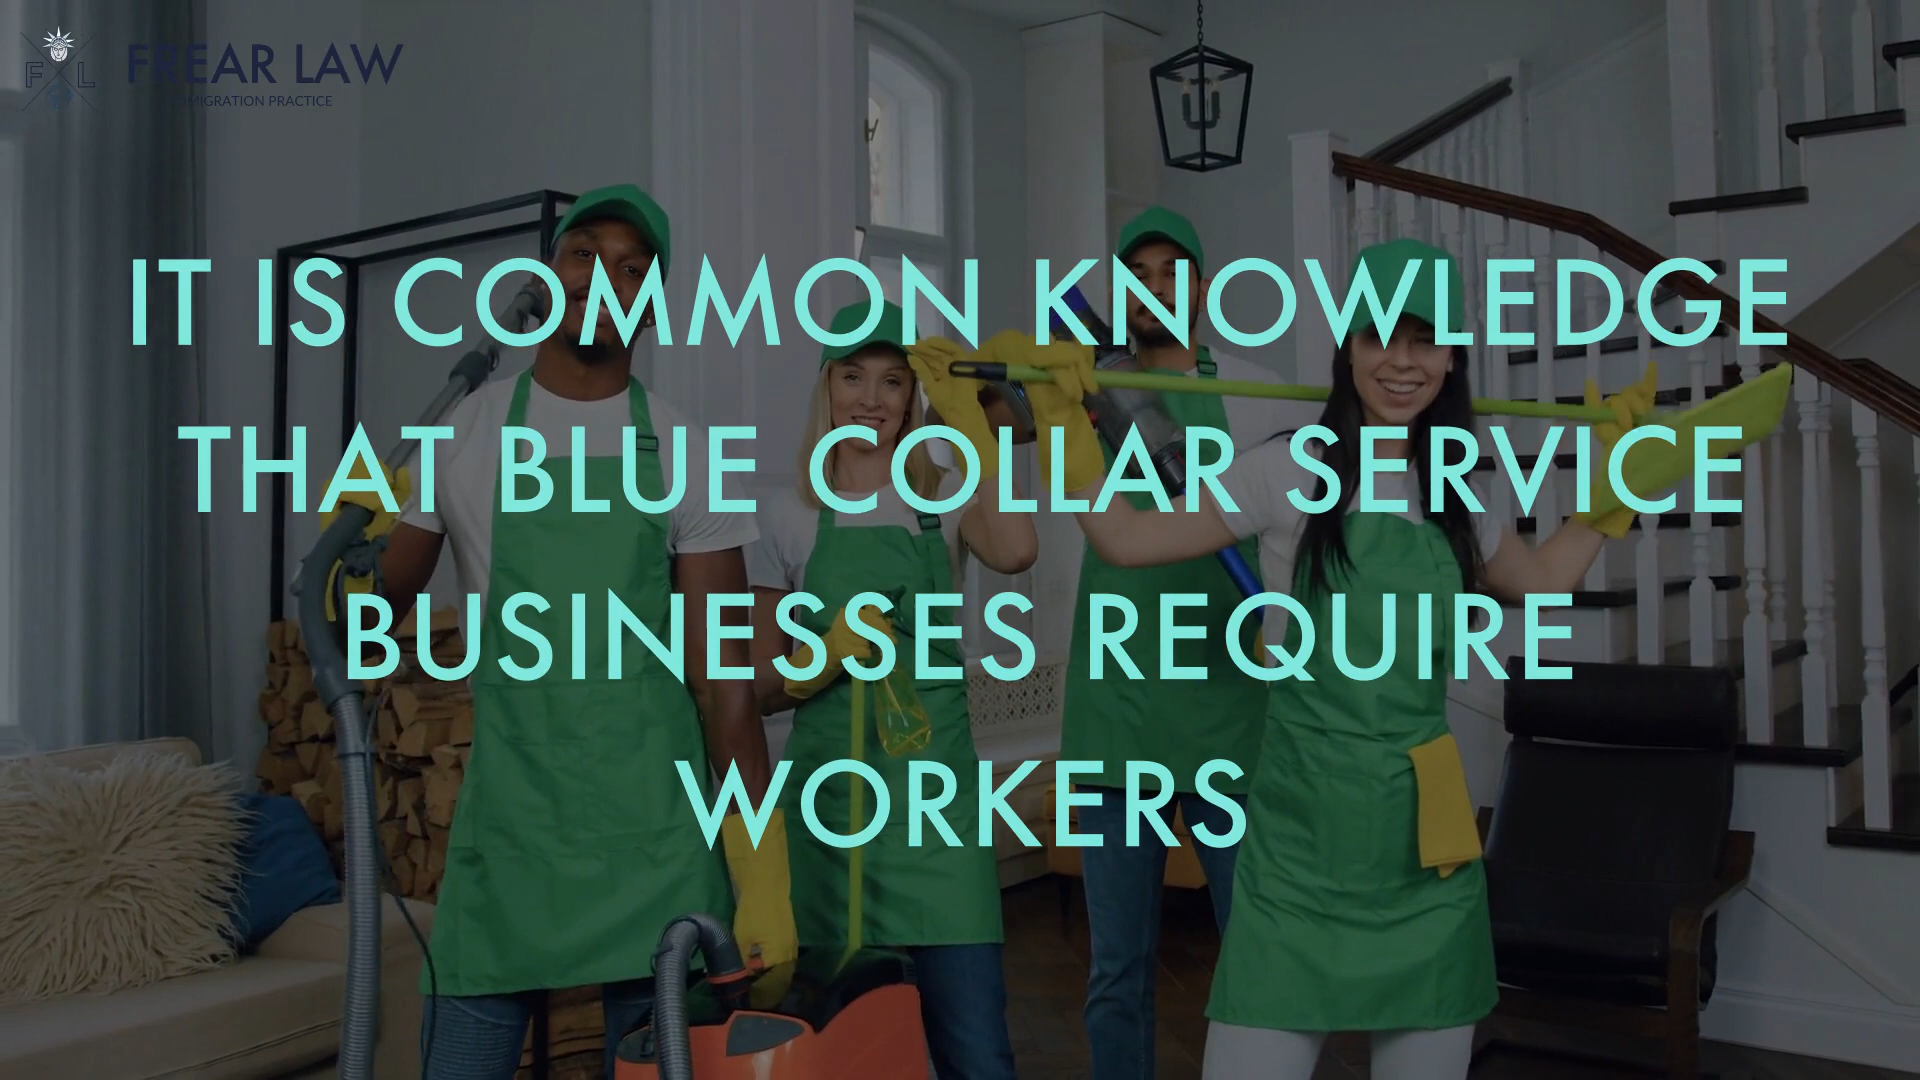 F L
FREAR LAW
IMMIGRATION PRACTICE
IT IS COMMON KNOWLEDGE
THAT BLUE COLLAR SERVICE
BUSINESSES REQUIRE
WORKERS